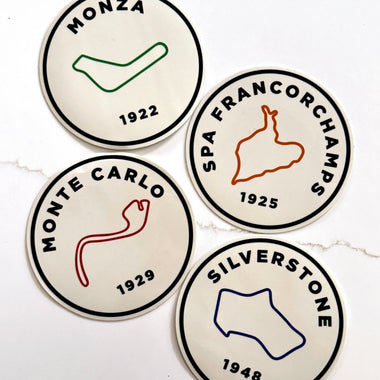 MONZA
1922
SPA FRANCORCHAMPS
1925
MONTE CARLO
1929
SILVERSTONE
1948